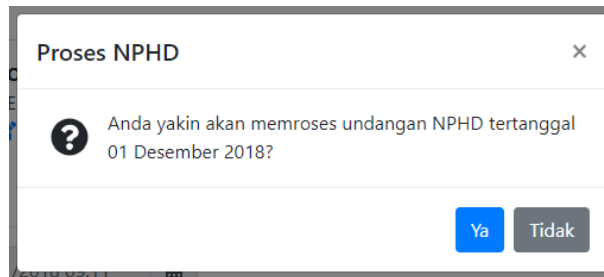 Proses NPHD
×
Anda yakin akan memroses undangan NPHD tertanggal
01 Desember 2018?
Ya
Tidak